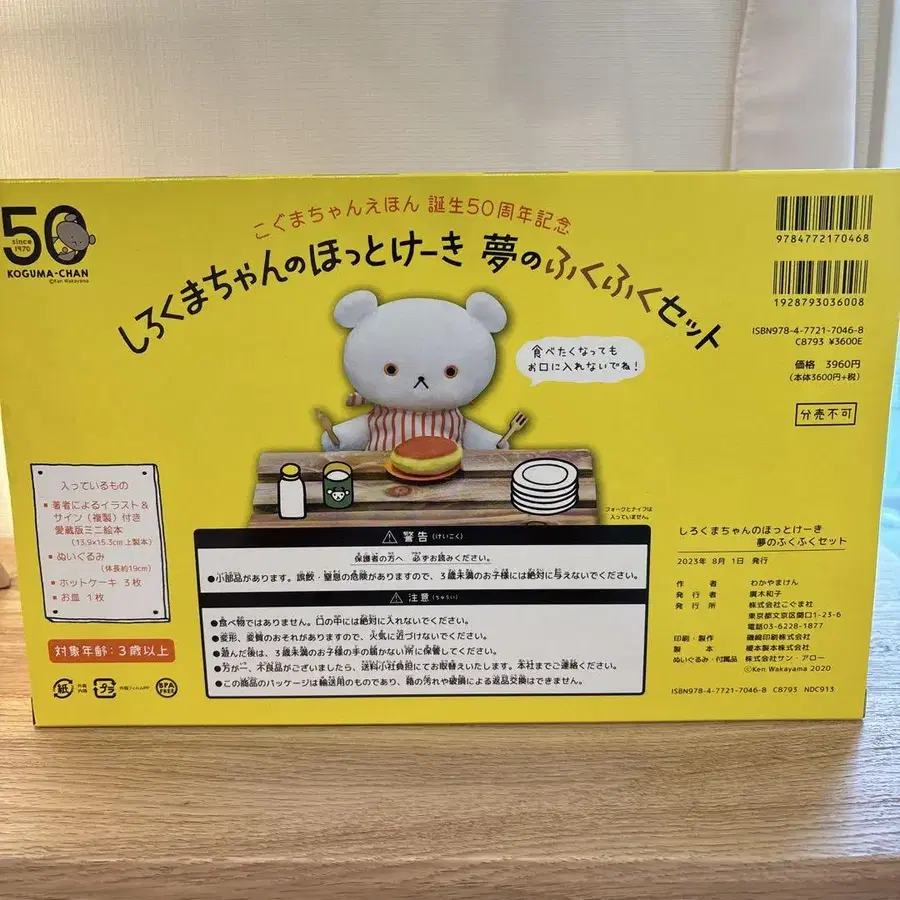 50
since
1970
KOGUMA-CHAN
©Ken Wakayama
こぐまちゃんえほん 誕生50周年記念
しろくまちゃんのほっとけーき 夢のふくふくセット
9784772170468
1928793036008
ISBN978-4-7721-7046-8
C8793 ¥3600E
価格 3960円
(本体3600円+税)
分売不可
食べたくなっても
お口に入れないでね!
フォークとナイフは
入っていません。
入っているもの
■著者によるイラスト&
サイン(複製)付き
愛蔵版ミニ絵本
(13.9×15.3cm 上製本)
■ぬいぐるみ
(体長約19cm)
■ホットケーキ 3枚
■お皿 1枚
対象年齢:3歳以上
紙
外箱
内箱
プラ
外箱フィルムPP
BPA
FREE
警告(けいこく)
保護者の方へ 必ずお読みください。
●小部品があります。誤飲・窒息の危険がありますので、3歳未満のお子様には絶対に与えないでください。
注意(ちゅうい)
●食べ物ではありません。口の中には絶対に入れないでください。
●変形、変質のおそれがありますので、火気に近づけないでください。
●遊んだ後は、3歳未満のお子様の手の届かない所に保管してください。
●万が一、不良品がございましたら、送料小社負担にてお取替えいたします。本社までご連絡ください。
●この商品のパッケージは輸送用のものであり、箱の汚れや破損による返品交換はできません。
しろくまちゃんのほっとけーき
夢のふくふくセット
2023年 8月 1日 発行
作 者 わかやまけん
発 行 者 廣木和子
発 行 所 株式会社こぐま社
東京都文京区関口1-23-6
電話03-6228-1877
印刷・製作 磯崎印刷株式会社
製 本 榎本製本株式会社
ぬいぐるみ・付属品 株式会社サン・アロー
©Ken Wakayama 2020
ISBN978-4-7721-7046-8 C8793 NDC913